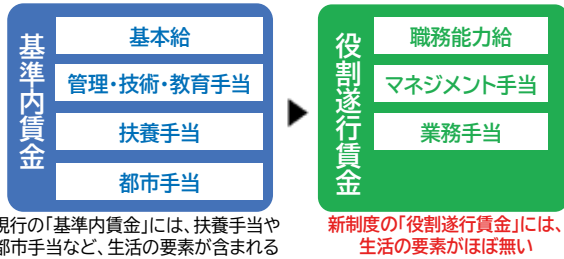 基準内賃金
基本給
管理・技術・教育手当
扶養手当
都市手当
現行の「基準内賃金」には、扶養手当や
都市手当など、生活の要素が含まれる
▶
役割遂行賃金
職務能力給
マネジメント手当
業務手当
新制度の「役割遂行賃金」には、
生活の要素がほぼ無い